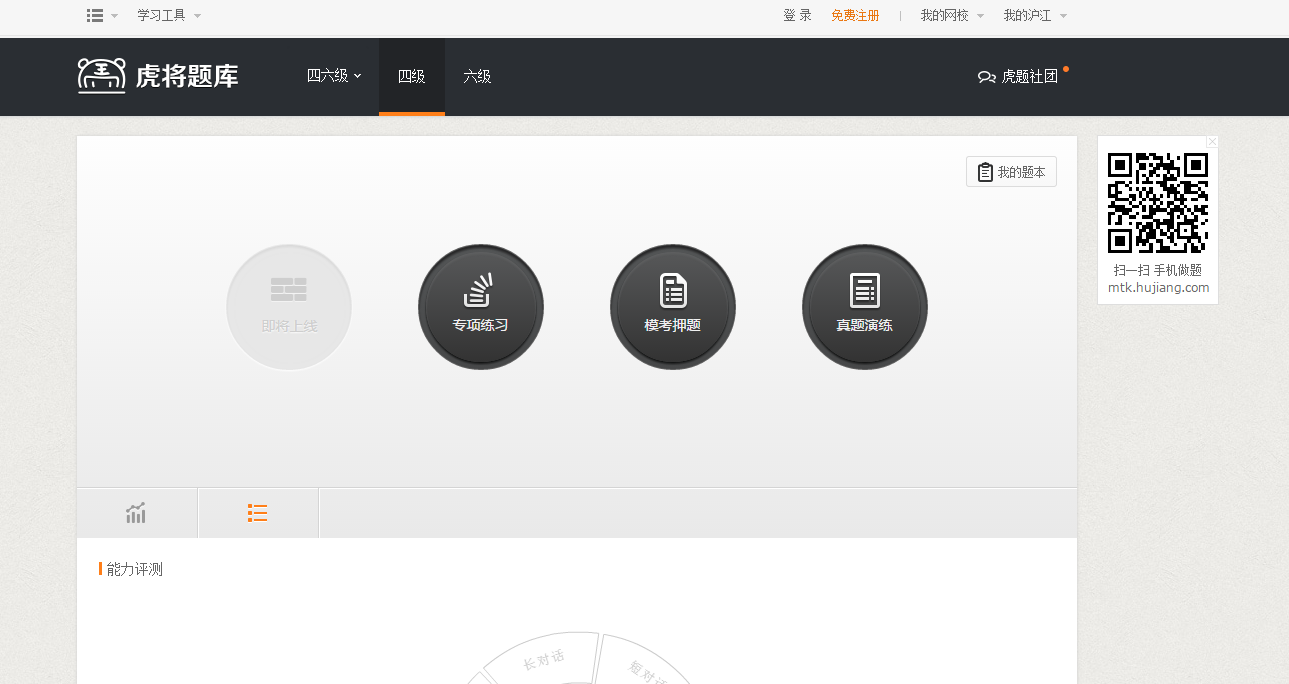 学习工具
登 录
免费注册
我的网校
我的沪江
虎将题库
四六级
四级
六级
虎题社团
我的题本
即将上线
专项练习
模考押题
真题演练
扫一扫 手机做题
mtk.hujiang.com
能力评测
长对话
短对话